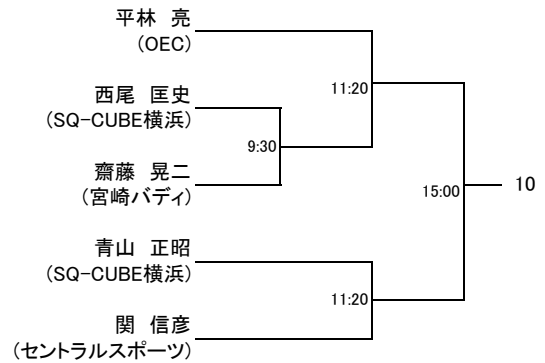 平林 亮
(OEC)
11:20
西尾 匡史
(SQ-CUBE横浜)
9:30
齋藤 晃二
(宮崎バディ)
15:00
10
青山 正昭
(SQ-CUBE横浜)
11:20
関 信彦
(セントラルスポーツ)